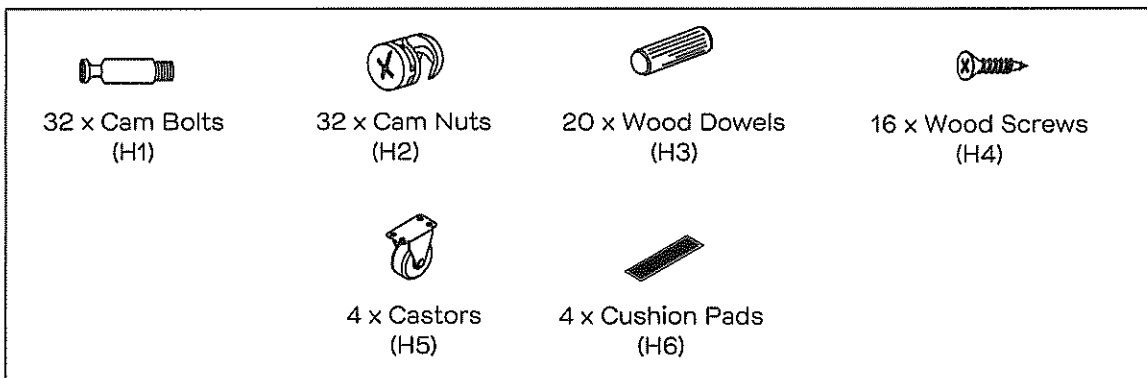 32 x Cam Bolts
(H1)
32 x Cam Nuts
(H2)
20 x Wood Dowels
(H3)
16 x Wood Screws
(H4)
4 x Castors
(H5)
4 x Cushion Pads
(H6)